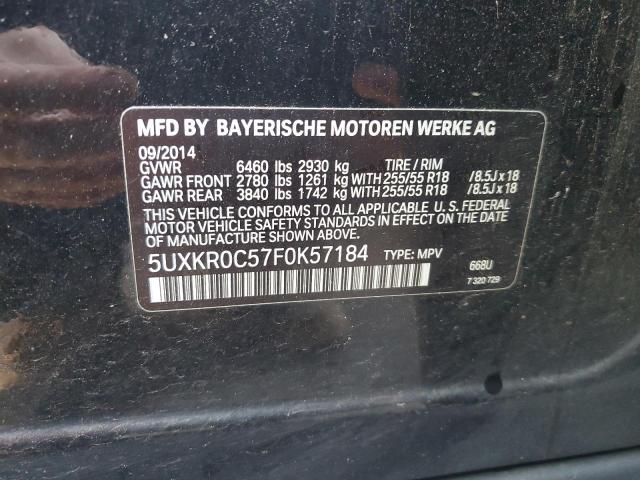 MFD BY BAYERISCHE MOTOREN WERKE AG
09/2014
GVWR 6460 lbs 2930 kg TIRE / RIM
GAWR FRONT 2780 lbs 1261 kg WITH 255/55 R18 / 8.5J x 18
GAWR REAR 3840 lbs 1742 kg WITH 255/55 R18 / 8.5J x 18
THIS VEHICLE CONFORMS TO ALL APPLICABLE U. S. FEDERAL
MOTOR VEHICLE SAFETY STANDARDS IN EFFECT ON THE
DATE OF MANUFACTURE SHOWN ABOVE.
5UXKR0C57F0K57184 TYPE: MPV 668U
7 320 729